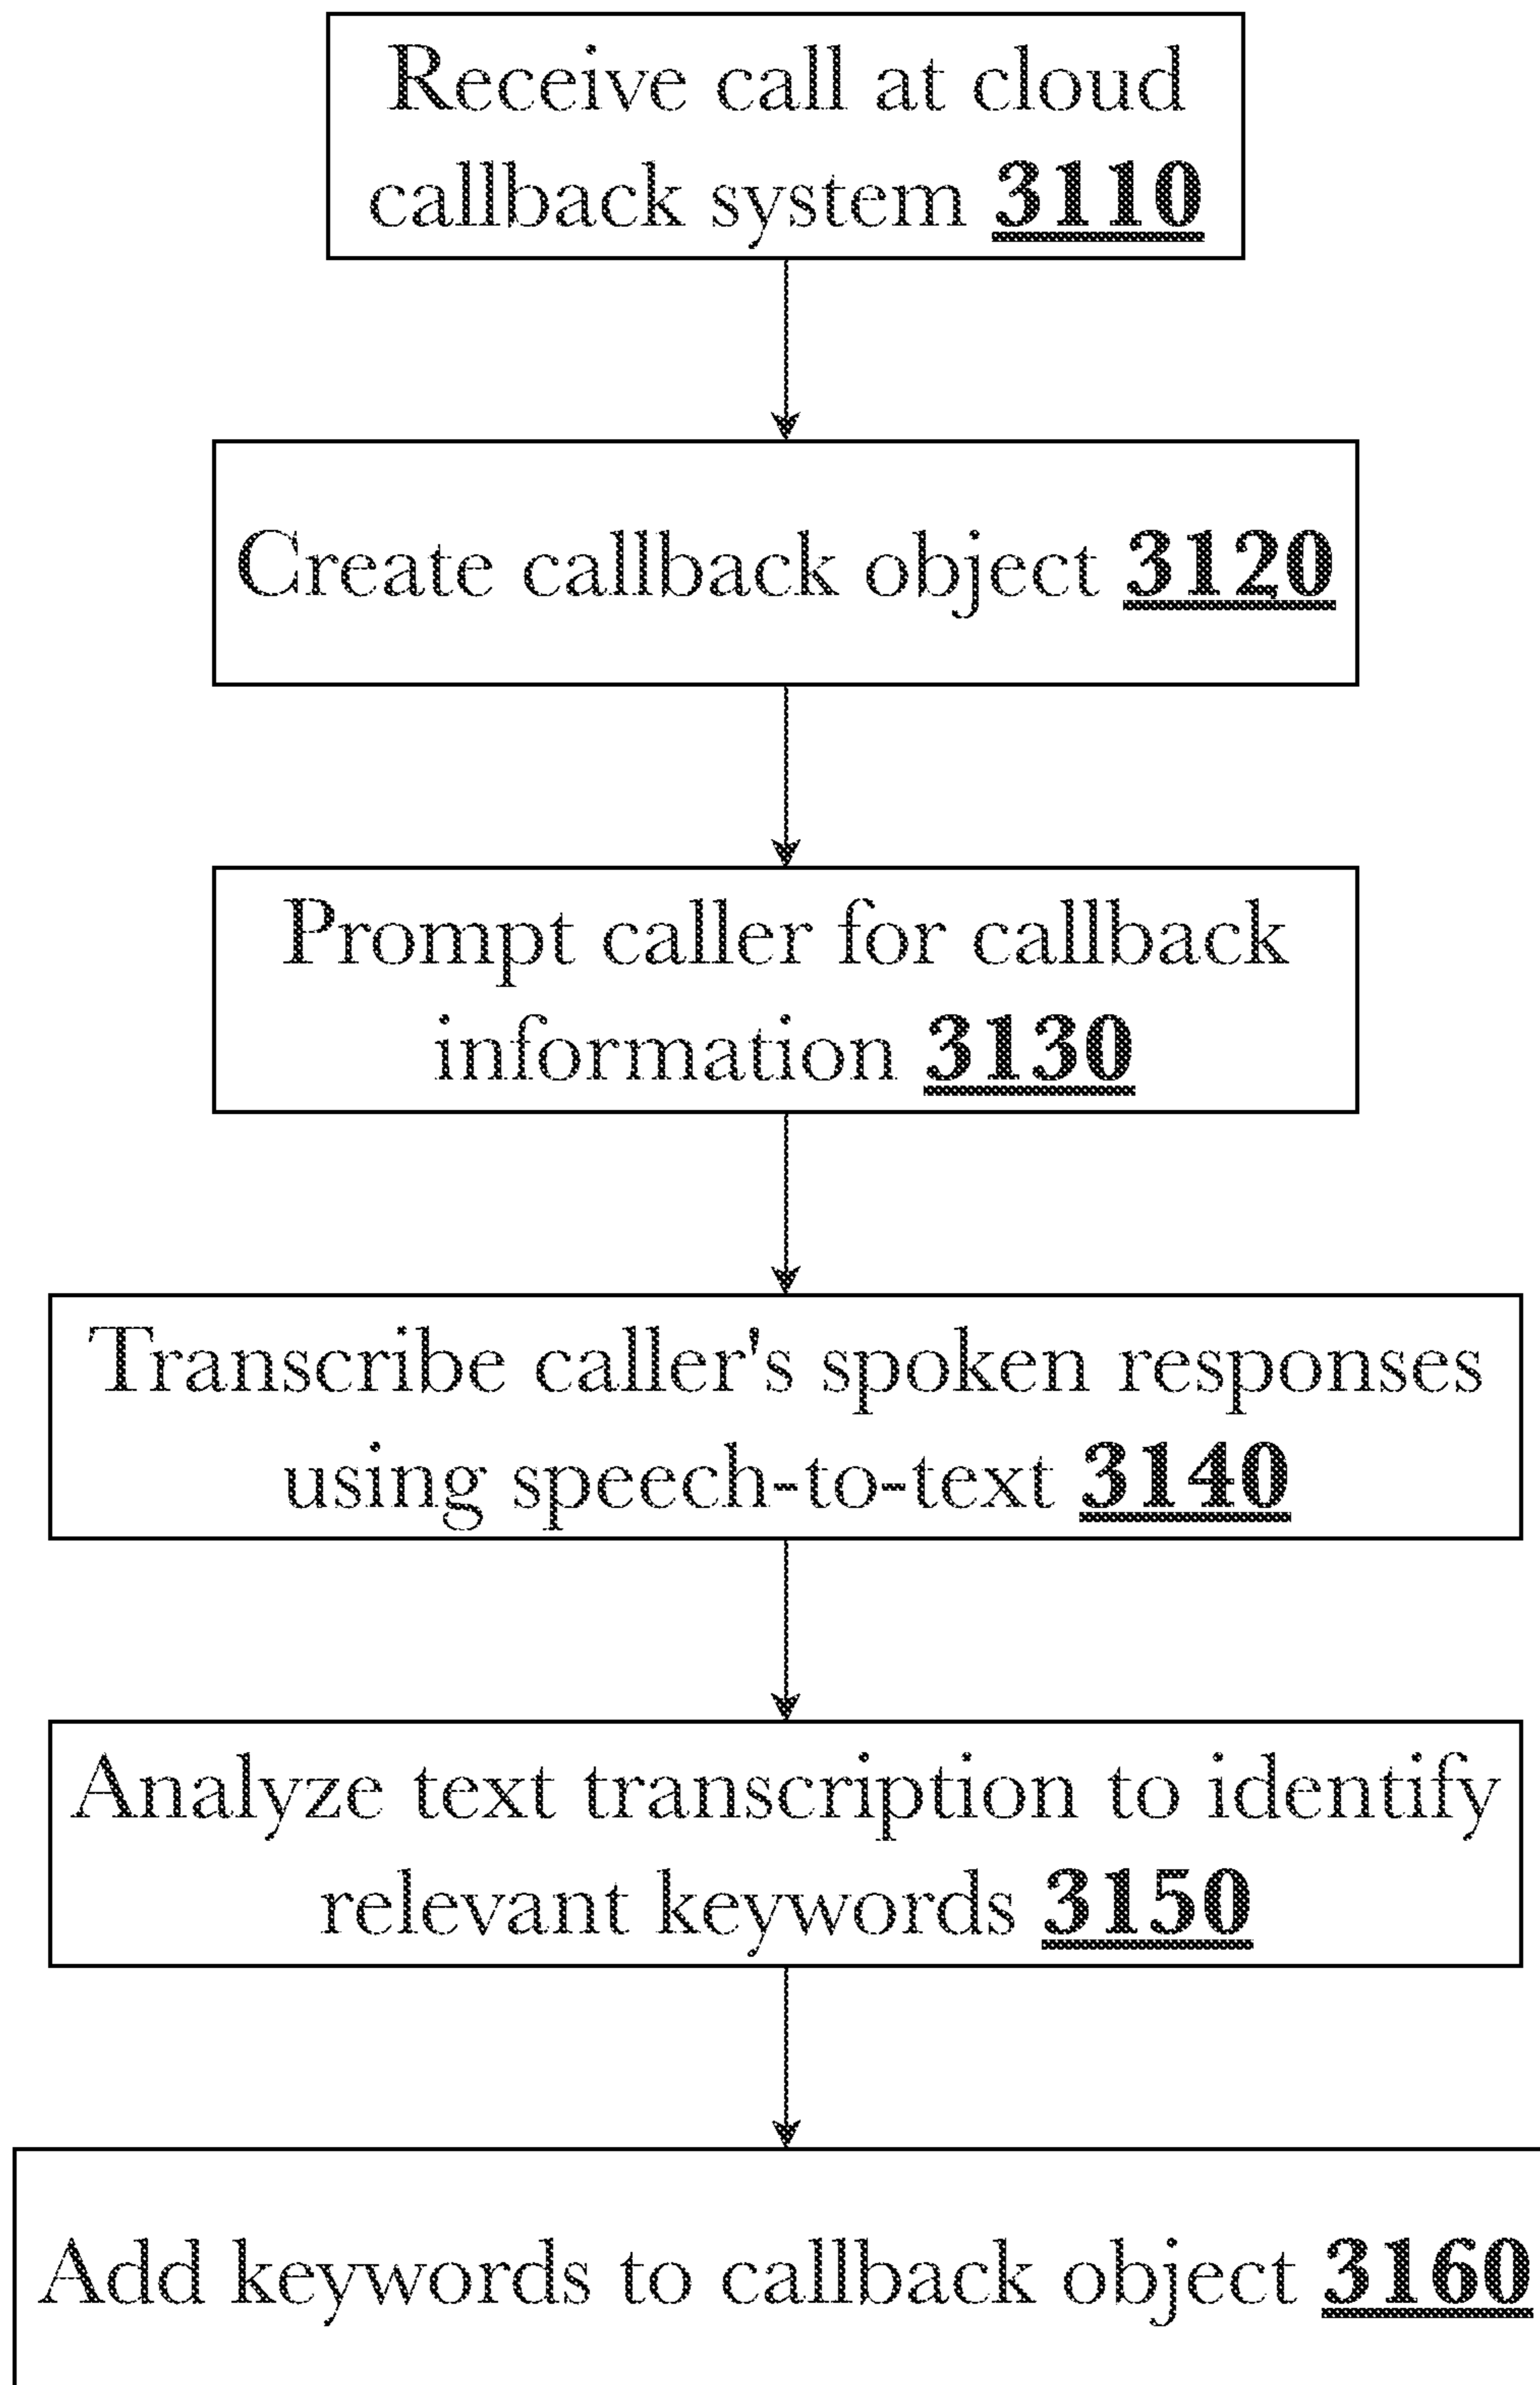 Receive call at cloud
callback system 3110
Create callback object 3120
Prompt caller for callback
information 3130
Transcribe caller's spoken responses
using speech-to-text 3140
Analyze text transcription to identify
relevant keywords 3150
Add keywords to callback object 3160